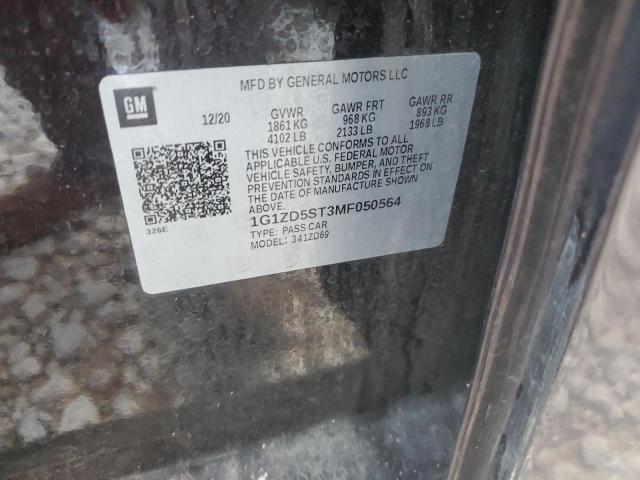 MFD BY GENERAL MOTORS LLC
GM
12/20 GVWR GAWR FRT GAWR RR
1861 KG 968 KG 893 KG
4102 LB 2133 LB 1968 LB
THIS VEHICLE CONFORMS TO ALL
APPLICABLE U.S. FEDERAL MOTOR
VEHICLE SAFETY, BUMPER, AND THEFT
PREVENTION STANDARDS IN EFFECT ON
THE DATE OF MANUFACTURE SHOWN
ABOVE.
1G1ZD5ST3MF050564
TYPE: PASS CAR
MODEL: 341ZD69
326E